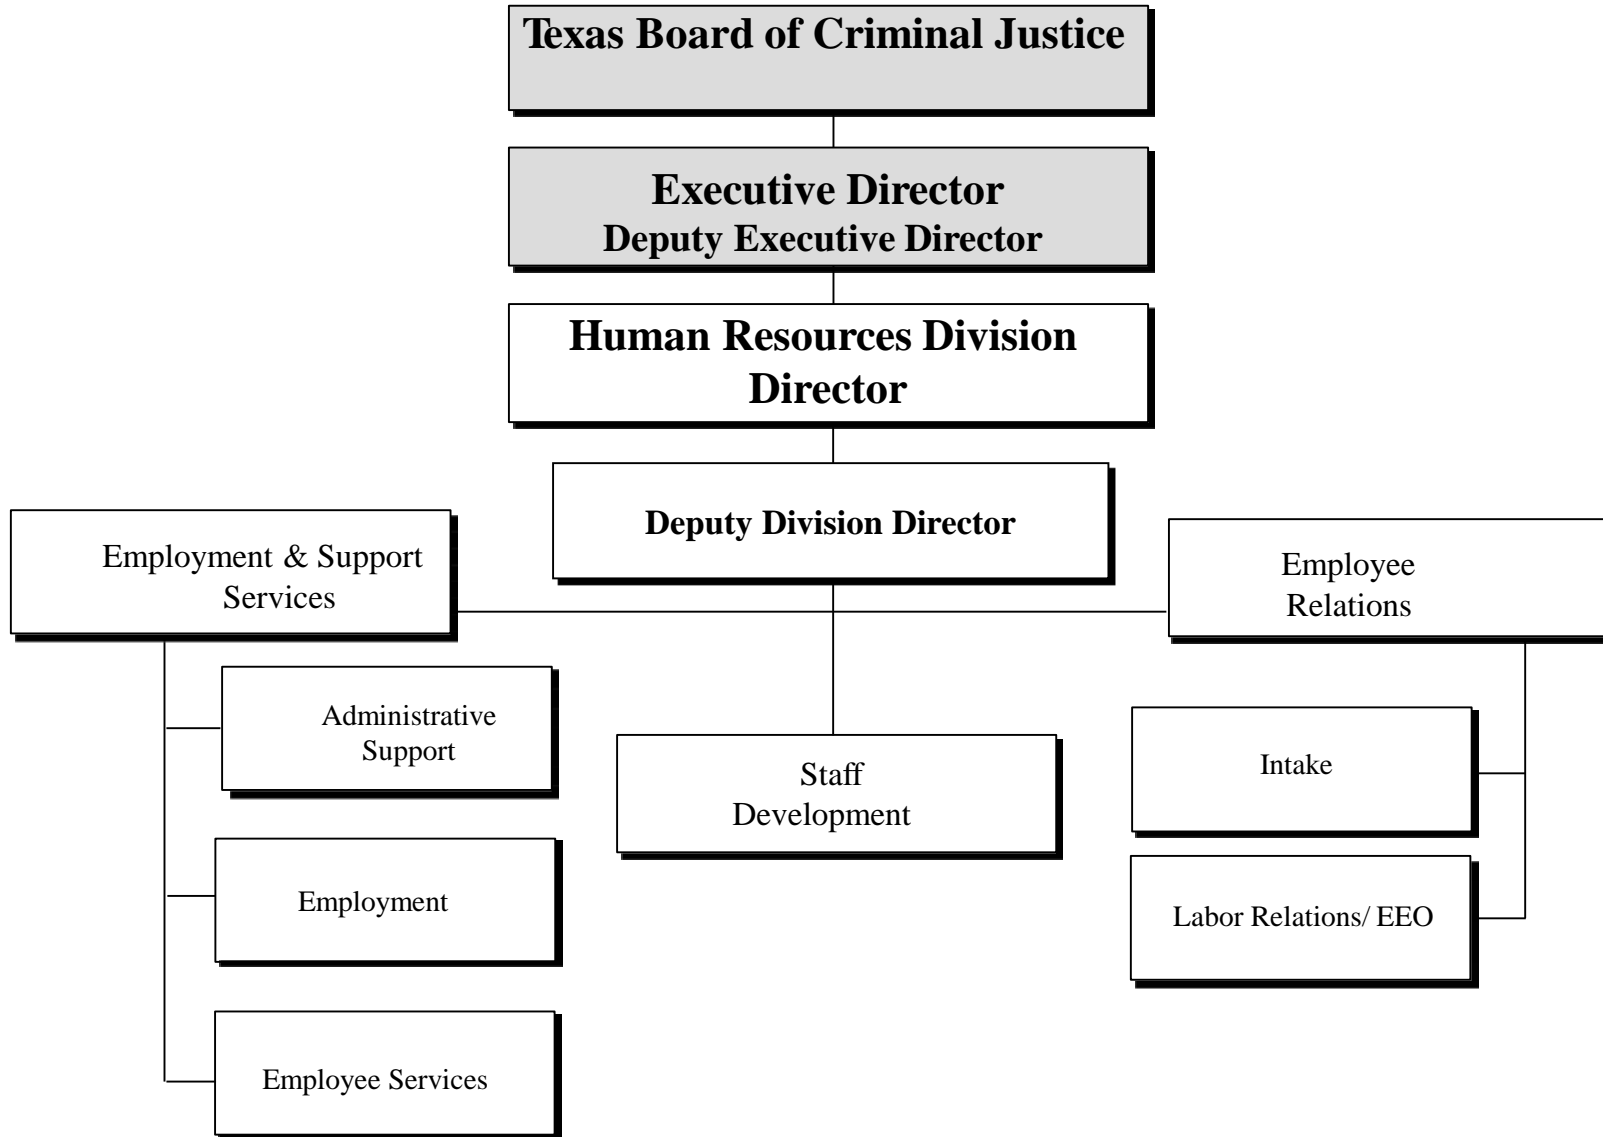 Texas Board of Criminal Justice
Executive Director
Deputy Executive Director
Human Resources Division
Director
Deputy Division Director
Employment & Support
Services
Employee
Relations
Administrative
Support
Staff
Development
Intake
Employment
Labor Relations/ EEO
Employee Services